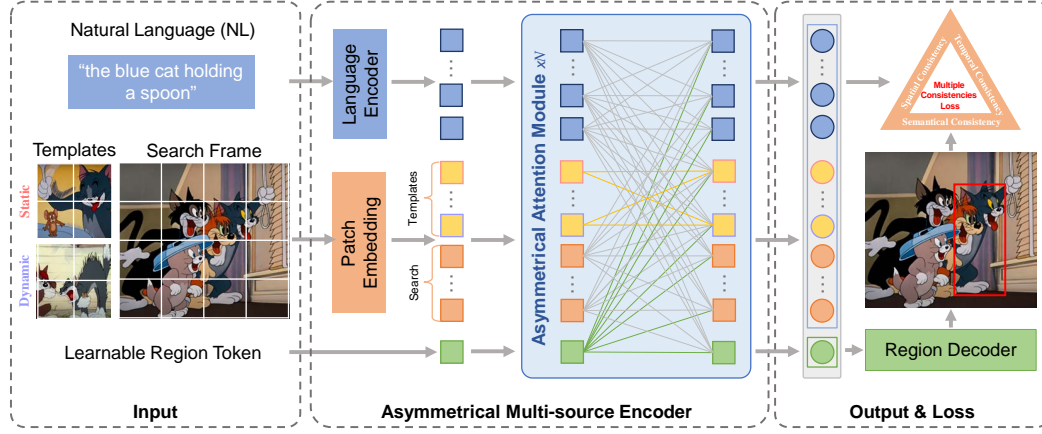 Natural Language (NL)
“the blue cat holding
a spoon”
Templates
Search Frame
Static
Dynamic
Learnable Region Token
Input
Language
Encoder
Patch
Embedding
Templates
Search
Asymmetrical Attention Module xN
Asymmetrical Multi-source Encoder
Spatial Consistency
Temporal Consistency
Multiple
Consistencies
Loss
Semantical Consistency
Region Decoder
Output & Loss